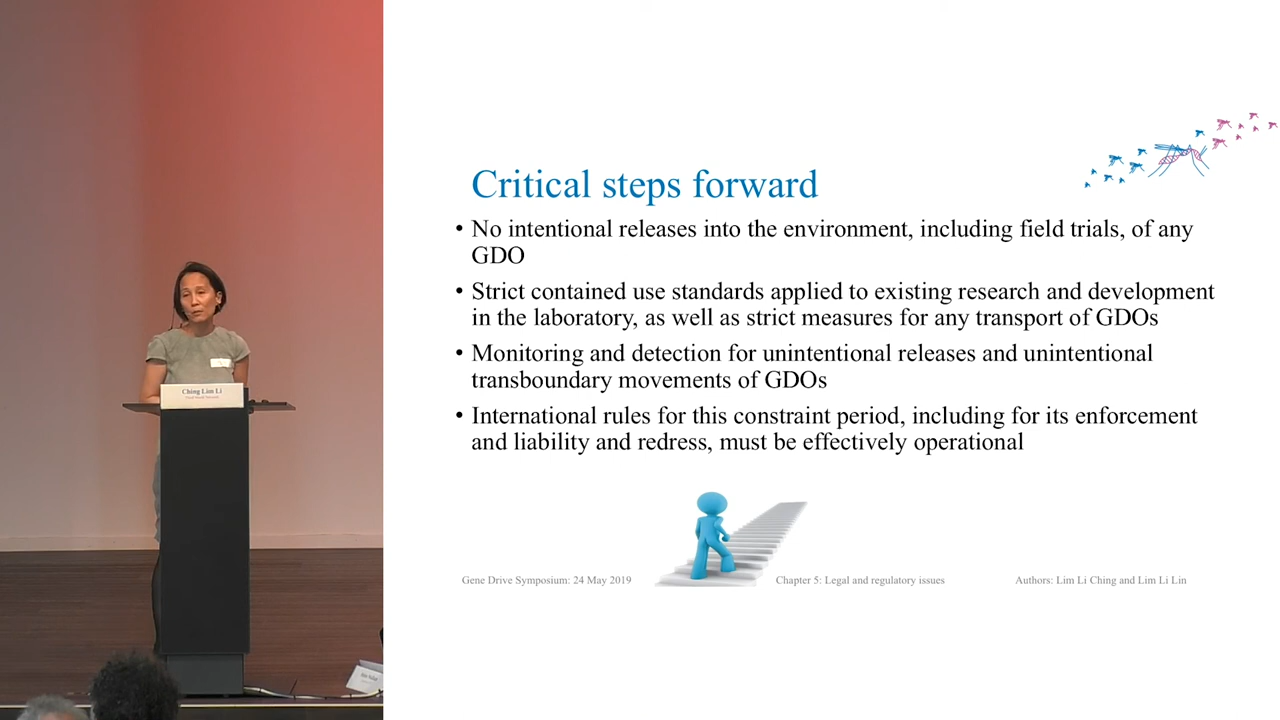 Critical steps forward
• No intentional releases into the environment, including field trials, of any
GDO
• Strict contained use standards applied to existing research and development
in the laboratory, as well as strict measures for any transport of GDOs
• Monitoring and detection for unintentional releases and unintentional
transboundary movements of GDOs
• International rules for this constraint period, including for its enforcement
and liability and redress, must be effectively operational
Gene Drive Symposium: 24 May 2019
Chapter 5: Legal and regulatory issues
Authors: Lim Li Ching and Lim Li Lin
Ching Lim Li
Third World Network